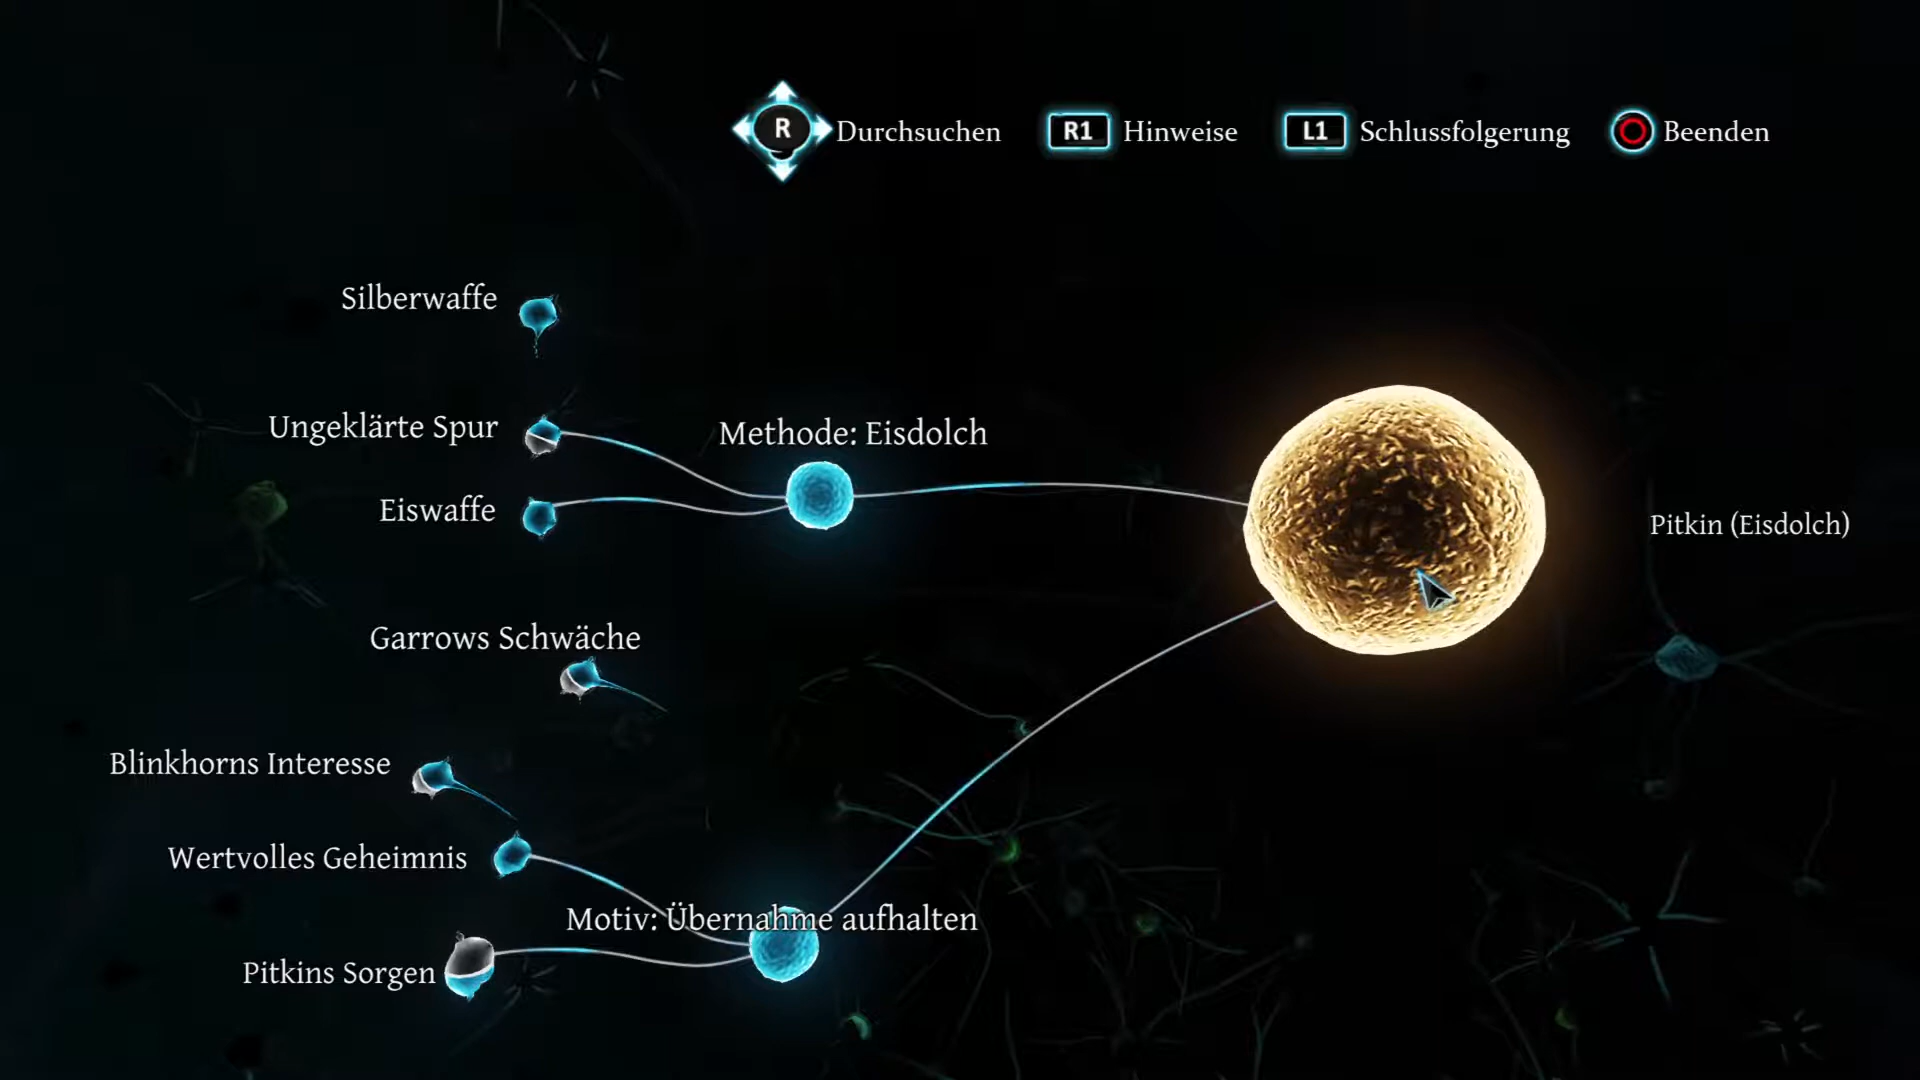 R Durchsuchen R1 Hinweise L1 Schlussfolgerung Beenden
Silberwaffe
Ungeklärte Spur
Methode: Eisdolch
Eiswaffe
Pitkin (Eisdolch)
Garrows Schwäche
Blinkhorns Interesse
Wertvolles Geheimnis
Motiv: Übernahme aufhalten
Pitkins Sorgen